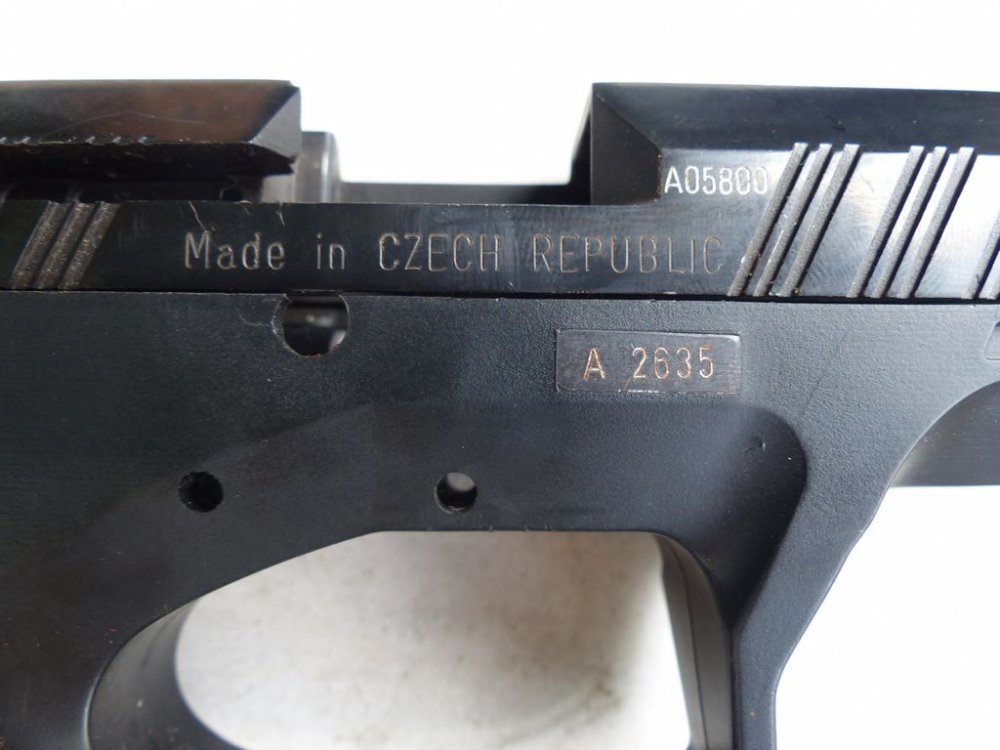 A05800
Made in CZECH REPUBLIC
A 2635